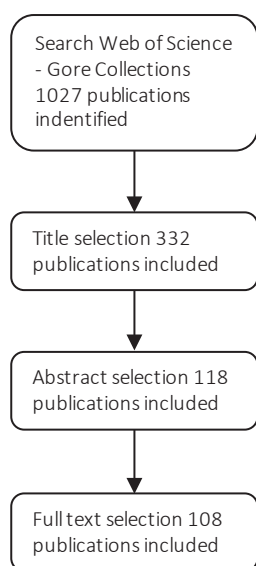 Search Web of Science
- Gore Collections
1027 publications
indentified
Title selection 332
publications included
Abstract selection 118
publications included
Full text selection 108
publications included